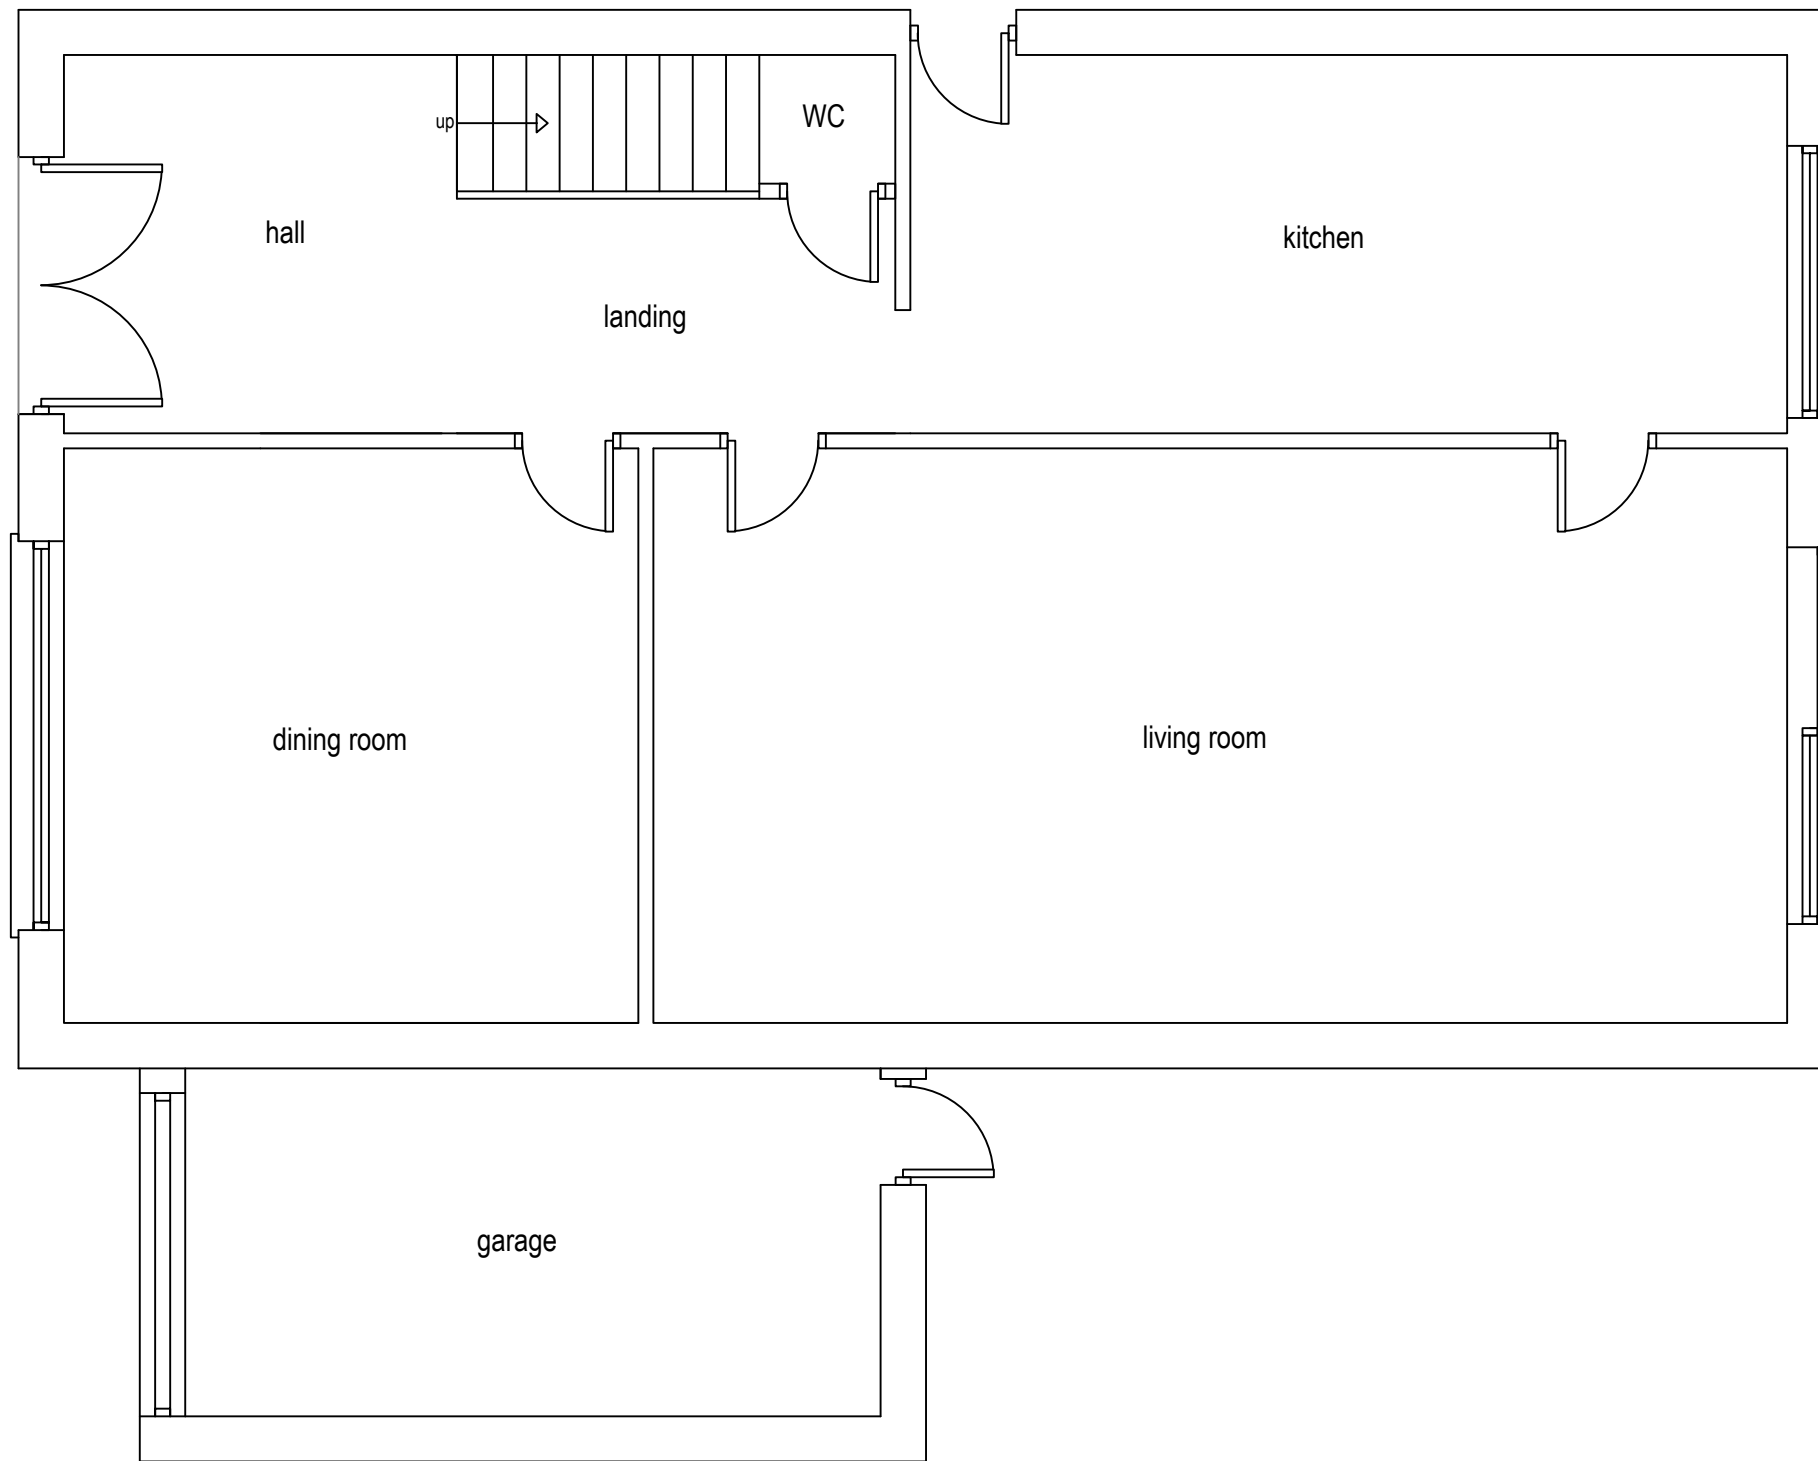 up
WC
hall
kitchen
landing
dining room
living room
garage